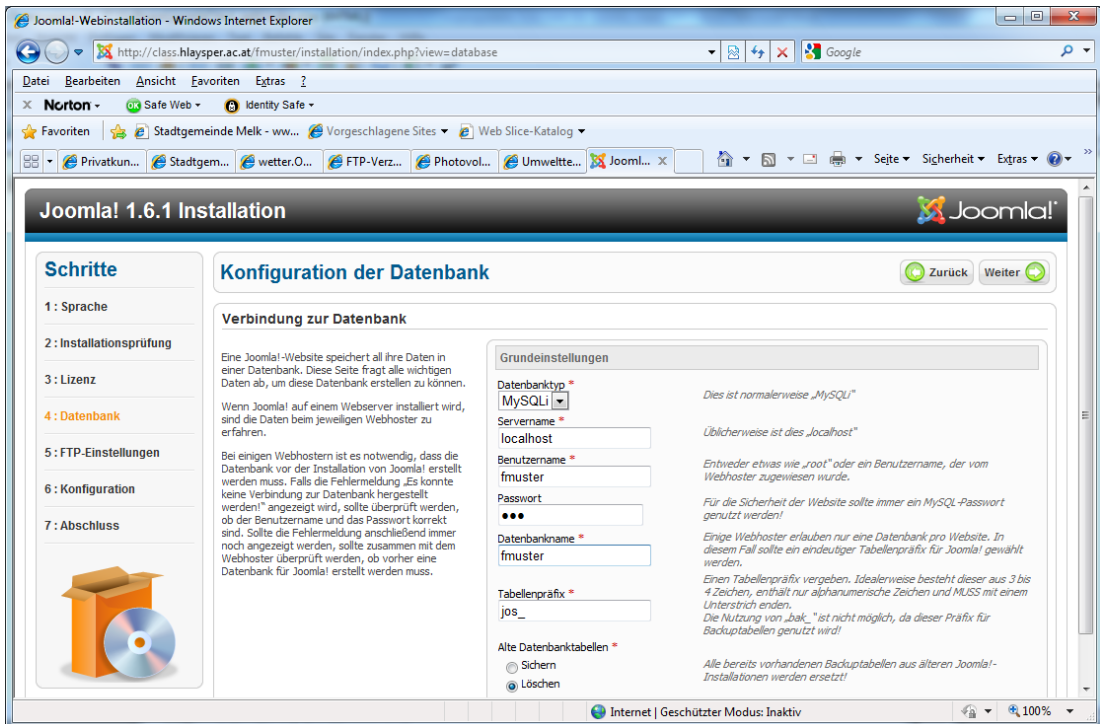 Joomla!-Webinstallation - Windows Internet Explorer
http://class.hlaysper.ac.at/fmuster/installation/index.php?view=database
Google
Datei Bearbeiten Ansicht Favoriten Extras ?
x Norton - Safe Web Identity Safe
Favoriten Stadtgemeinde Melk - ww... Vorgeschlagene Sites Web Slice-Katalog
Privatkun... Stadtgem... wetter.O... FTP-Verz... Photovol... Umweltte... Jooml... X Seite Sicherheit Extras »
Joomla! 1.6.1 Installation
Joomla!
Schritte
1 : Sprache
2 : Installationsprüfung
3 : Lizenz
4 : Datenbank
5 : FTP-Einstellungen
6 : Konfiguration
7 : Abschluss
Konfiguration der Datenbank
Zurück Weiter
Verbindung zur Datenbank
Eine Joomla!-Website speichert all ihre Daten in
einer Datenbank. Diese Seite fragt alle wichtigen
Daten ab, um diese Datenbank erstellen zu können.
Wenn Joomla! auf einem Webserver installiert wird,
sind die Daten beim jeweiligen Webhoster zu
erfahren.
Bei einigen Webhostern ist es notwendig, dass die
Datenbank vor der Installation von Joomla! erstellt
werden muss. Falls die Fehlermeldung „Es konnte
keine Verbindung zur Datenbank hergestellt
werden!“ angezeigt wird, sollte überprüft werden,
ob der Benutzername und das Passwort korrekt
sind. Sollte die Fehlermeldung anschließend immer
noch angezeigt werden, sollte zusammen mit dem
Webhoster überprüft werden, ob vorher eine
Datenbank für Joomla! erstellt werden muss.
Grundeinstellungen
Datenbanktyp *
MySQLi
Dies ist normalerweise „MySQLi“
Servername *
localhost
Üblicherweise ist dies „localhost“
Benutzername *
fmuster
Entweder etwas wie „root“ oder ein Benutzername, der vom
Webhoster zugewiesen wurde.
Passwort
●●●
Für die Sicherheit der Website sollte immer ein MySQL-Passwort
genutzt werden!
Datenbankname *
fmuster
Einige Webhoster erlauben nur eine Datenbank pro Website. In
diesem Fall sollte ein eindeutiger Tabellenpräfix für Joomla! gewählt
werden.
Tabellenpräfix *
jos_
Einen Tabellenpräfix vergeben. Idealerweise besteht dieser aus 3 bis
4 Zeichen, enthält nur alphanumerische Zeichen und MUSS mit einem
Unterstrich enden.
Die Nutzung von „bak_“ ist nicht möglich, da dieser Präfix für
Backuptabellen genutzt wird!
Alte Datenbanktabellen *
Sichern
Löschen
Alle bereits vorhandenen Backuptabellen aus älteren Joomla!-
Installationen werden ersetzt!
Internet | Geschützter Modus: Inaktiv 100%